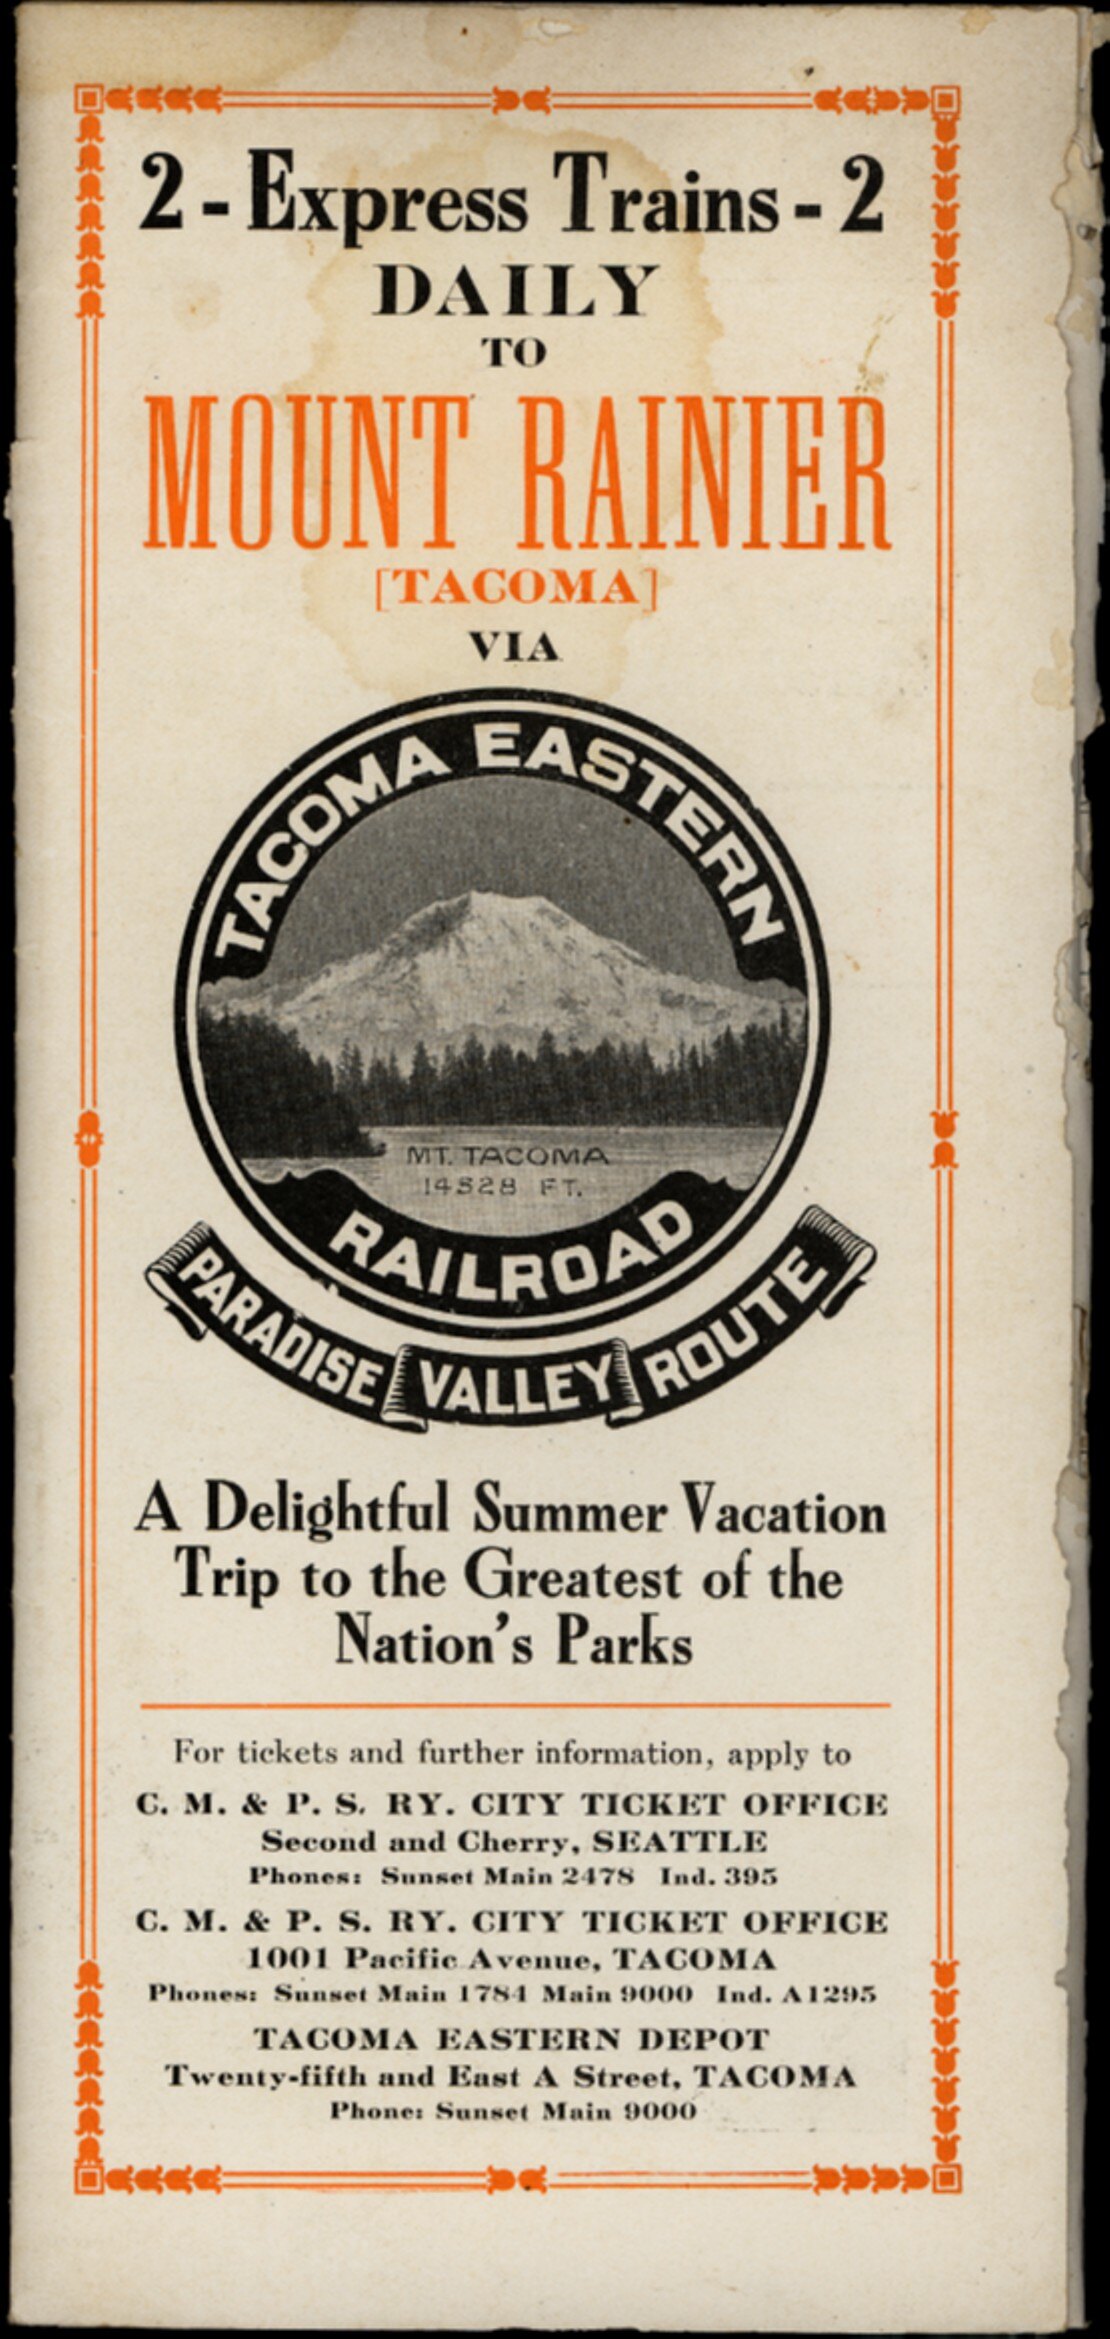 2 - Express Trains - 2
DAILY
TO
MOUNT RAINIER
[TACOMA]
VIA
TACOMA EASTERN
MT. TACOMA
14528 FT.
RAILROAD
PARADISE VALLEY ROUTE
A Delightful Summer Vacation
Trip to the Greatest of the
Nation's Parks
For tickets and further information, apply to
C. M. & P. S. RY. CITY TICKET OFFICE
Second and Cherry, SEATTLE
Phones: Sunset Main 2478 Ind. 395
C. M. & P. S. RY. CITY TICKET OFFICE
1001 Pacific Avenue, TACOMA
Phones: Sunset Main 1784 Main 9000 Ind. A1295
TACOMA EASTERN DEPOT
Twenty-fifth and East A Street, TACOMA
Phone: Sunset Main 9000